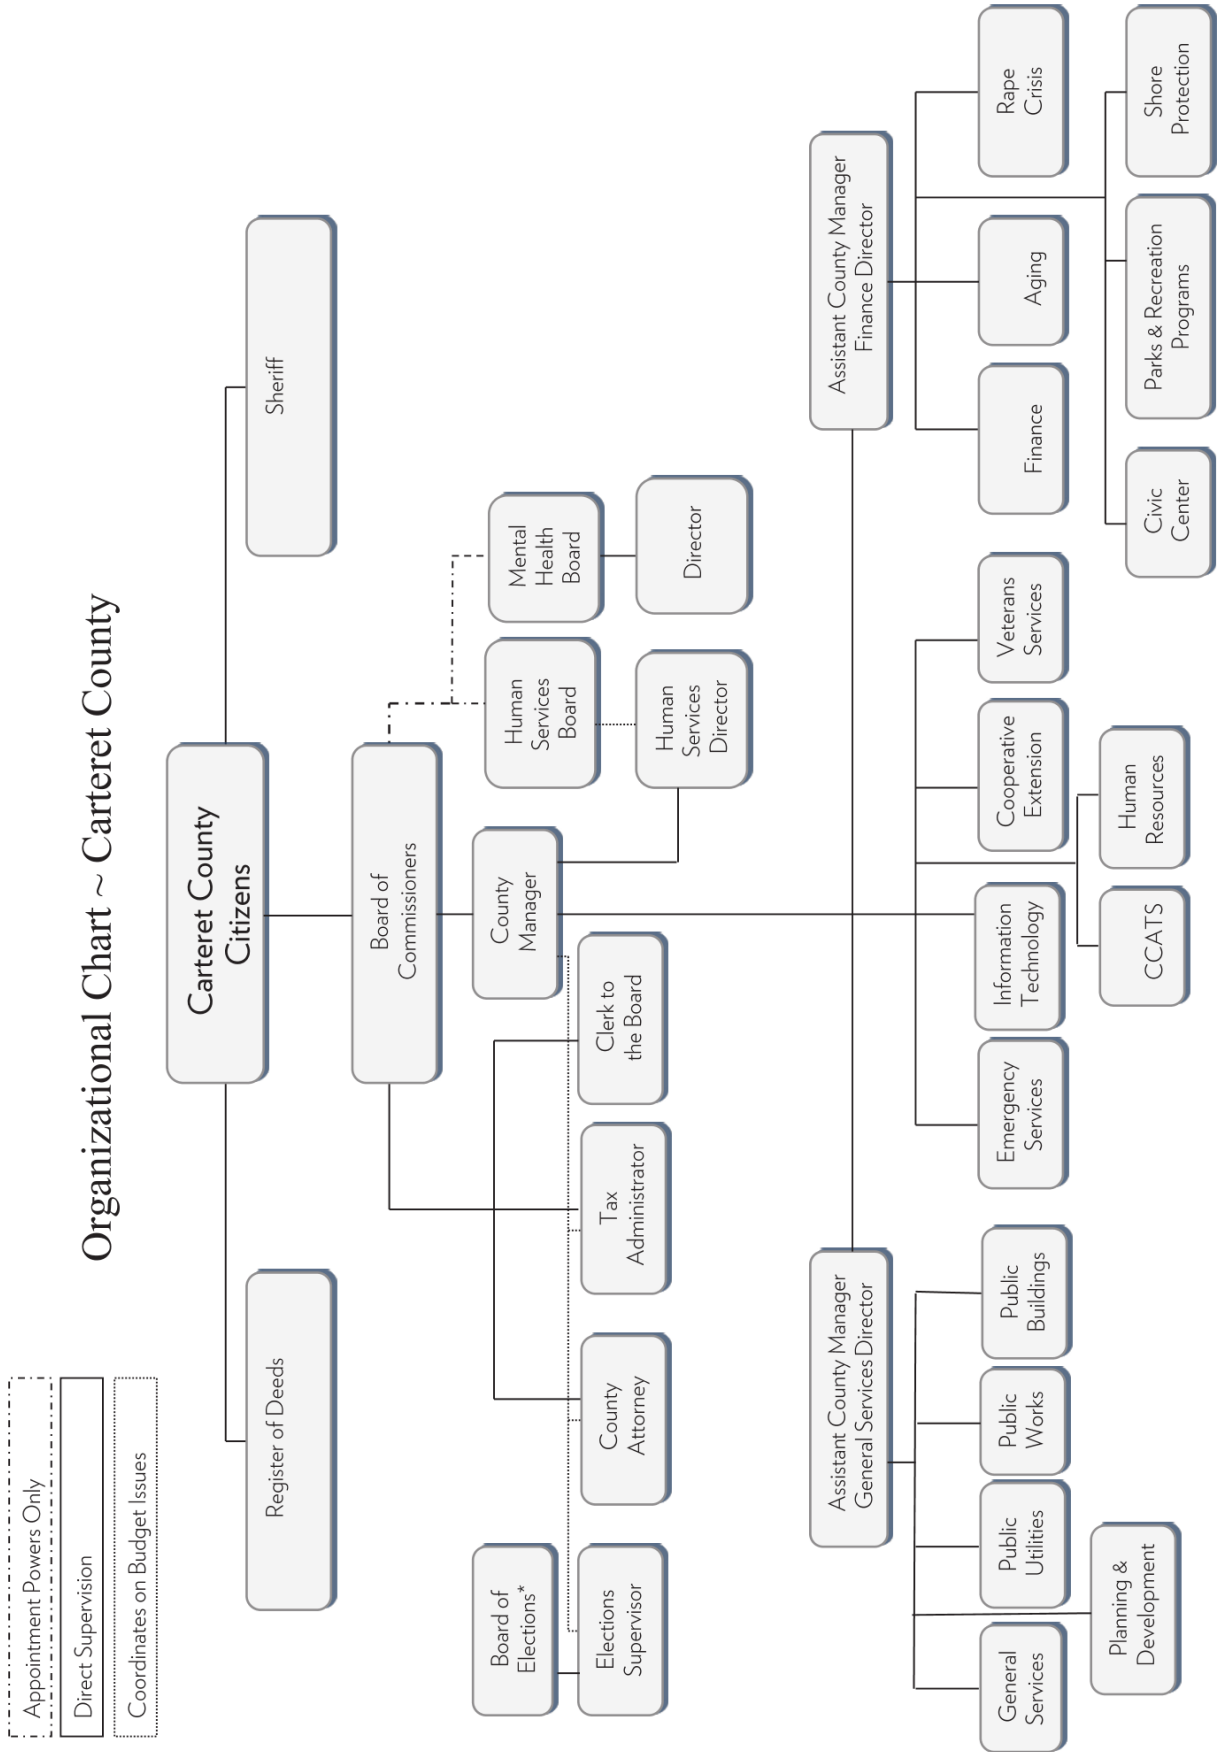 Organizational Chart ~ Carteret County
Appointment Powers Only
Direct Supervision
Coordinates on Budget Issues
Carteret County
Citizens
Register of Deeds
Sheriff
Board of
Commissioners
Board of
Elections*
County
Manager
Human
Services
Board
Mental
Health
Board
Elections
Supervisor
County
Attorney
Tax
Administrator
Clerk to
the Board
Human
Services
Director
Director
Assistant County Manager
General Services Director
Assistant County Manager
Finance Director
General
Services
Public
Utilities
Public
Works
Public
Buildings
Emergency
Services
Information
Technology
Cooperative
Extension
Veterans
Services
Finance
Aging
Rape
Crisis
Planning &
Development
CCATS
Human
Resources
Civic
Center
Parks & Recreation
Programs
Shore
Protection